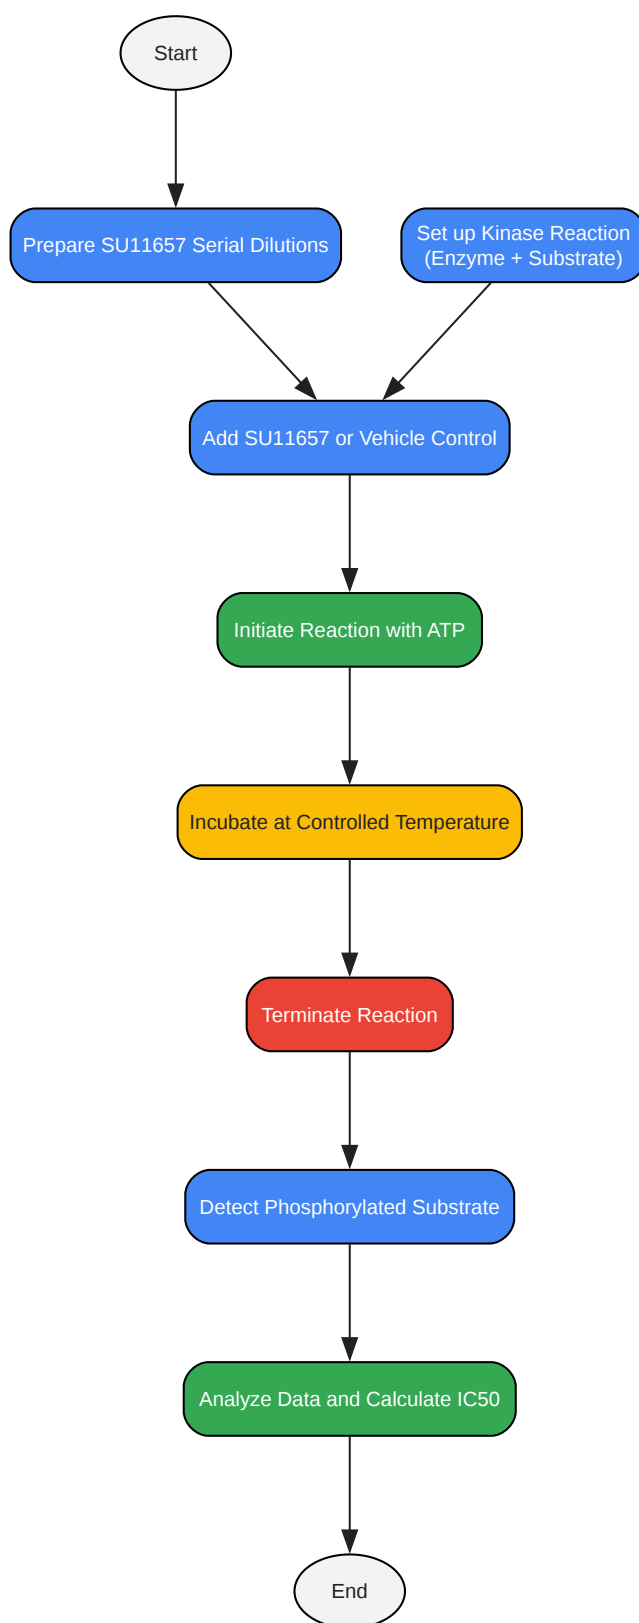 Start
Prepare SU11657 Serial Dilutions
Set up Kinase Reaction
(Enzyme + Substrate)
Add SU11657 or Vehicle Control
Initiate Reaction with ATP
Incubate at Controlled Temperature
Terminate Reaction
Detect Phosphorylated Substrate
Analyze Data and Calculate IC50
End